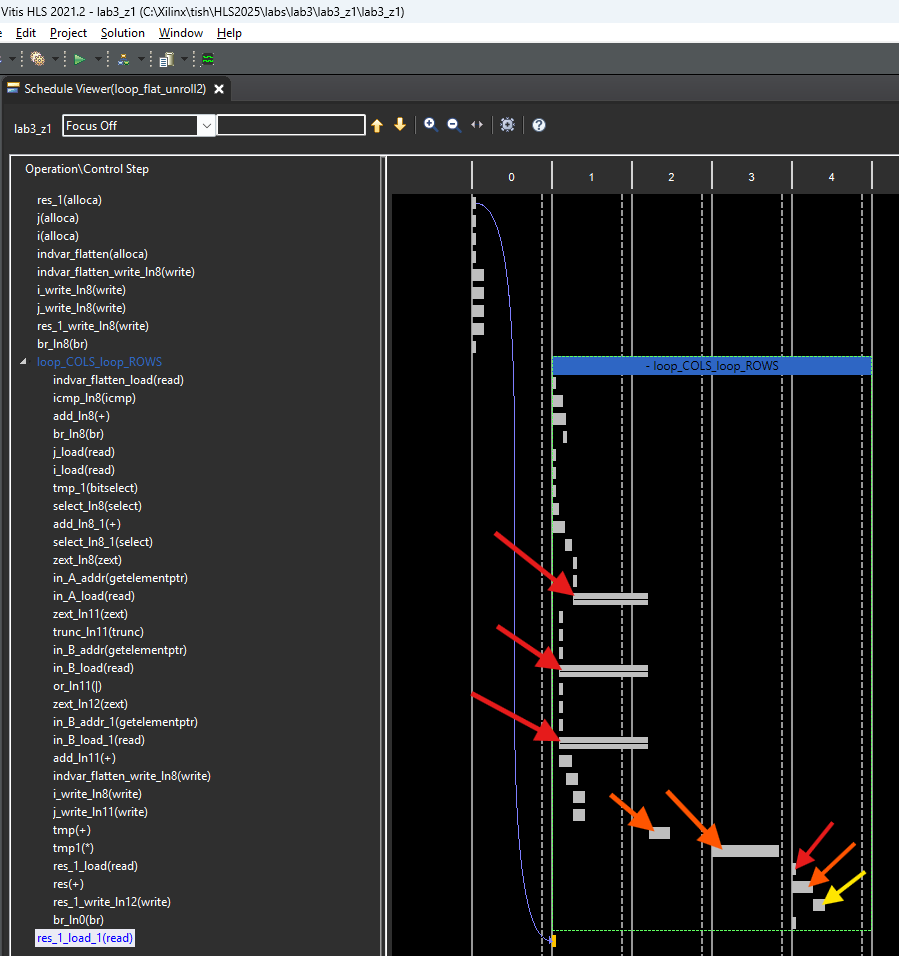 Vitis HLS 2021.2 - lab3_z1 (C:\Xilinx\tish\HLS2025\labs\lab3\lab3_z1\lab3_z1)
Edit Project Solution Window Help
Schedule Viewer(loop_flat_unroll2)
lab3_z1 Focus Off
Operation\Control Step 0 1 2 3 4
res_1(alloca)
j(alloca)
i(alloca)
indvar_flatten(alloca)
indvar_flatten_write_ln8(write)
i_write_ln8(write)
j_write_ln8(write)
res_1_write_ln8(write)
br_ln8(br)
loop_COLS_loop_ROWS - loop_COLS_loop_ROWS
indvar_flatten_load(read)
icmp_ln8(icmp)
add_ln8(+)
br_ln8(br)
j_load(read)
i_load(read)
tmp_1(bitselect)
select_ln8(select)
add_ln8_1(+)
select_ln8_1(select)
zext_ln8(zext)
in_A_addr(getelementptr)
in_A_load(read)
zext_ln11(zext)
trunc_ln11(trunc)
in_B_addr(getelementptr)
in_B_load(read)
or_ln11(|)
zext_ln12(zext)
in_B_addr_1(getelementptr)
in_B_load_1(read)
add_ln11(+)
indvar_flatten_write_ln8(write)
i_write_ln8(write)
j_write_ln11(write)
tmp(+)
tmp1(*)
res_1_load(read)
res(+)
res_1_write_ln12(write)
br_ln0(br)
res_1_load_1(read)